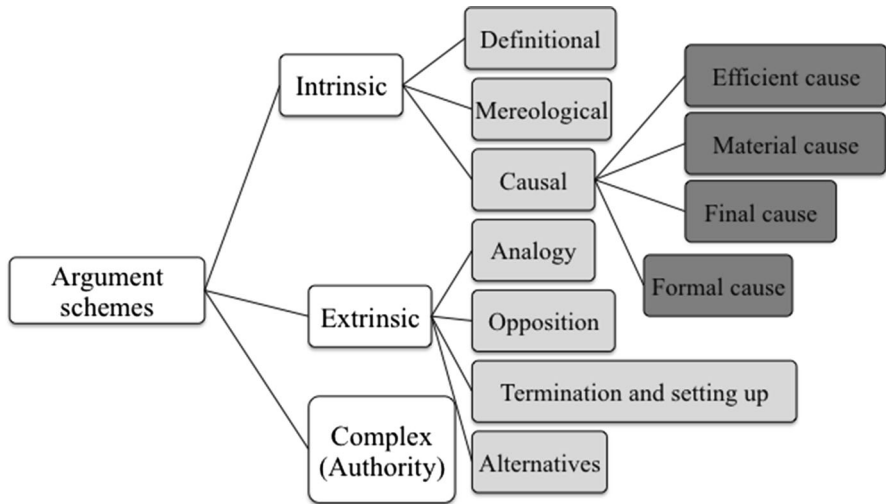 Argument
schemes
Intrinsic
Extrinsic
Complex
(Authority)
Definitional
Mereological
Causal
Analogy
Opposition
Termination and setting up
Alternatives
Efficient cause
Material cause
Final cause
Formal cause